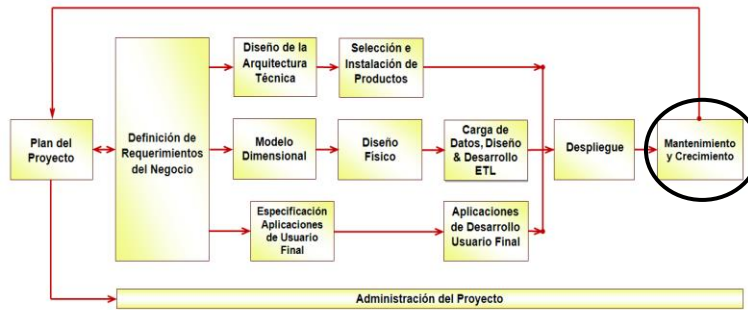 Diseño de la
Arquitectura
Técnica
Selección e
Instalación de
Productos
Plan del
Proyecto
Definición de
Requerimientos
del Negocio
Modelo
Dimensional
Diseño
Físico
Carga de
Datos, Diseño
& Desarrollo
ETL
Despliegue
Mantenimiento
y Crecimiento
Especificación
Aplicaciones
de Usuario
Final
Aplicaciones
de Desarrollo
Usuario Final
Administración del Proyecto